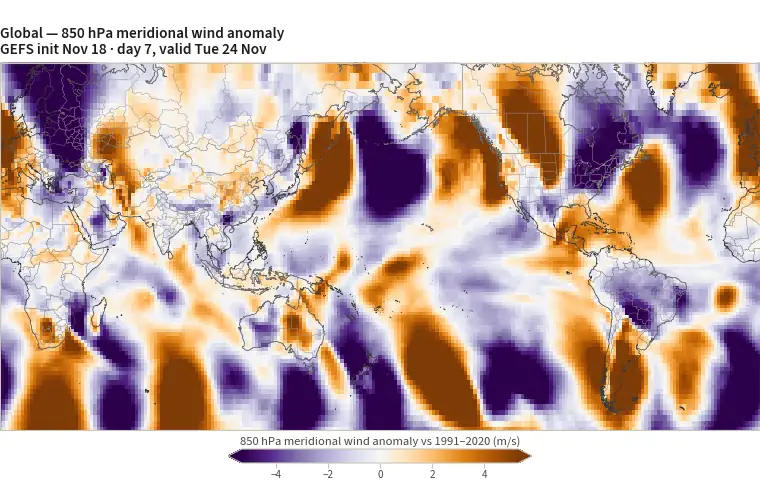 Global — 850 hPa meridional wind anomaly
GEFS init Nov 18 · day 7, valid Tue 24 Nov
850 hPa meridional wind anomaly vs 1991–2020 (m/s)
−4 −2 0 2 4